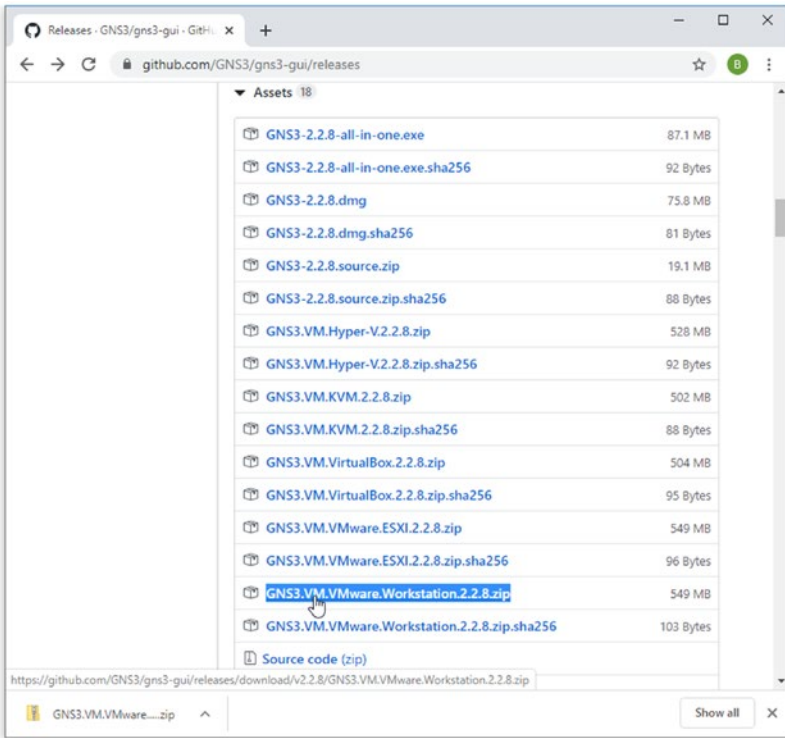 Releases · GNS3/gns3-gui · GitH
github.com/GNS3/gns3-gui/releases
B
Assets 18
GNS3-2.2.8-all-in-one.exe 87.1 MB
GNS3-2.2.8-all-in-one.exe.sha256 92 Bytes
GNS3-2.2.8.dmg 75.8 MB
GNS3-2.2.8.dmg.sha256 81 Bytes
GNS3-2.2.8.source.zip 19.1 MB
GNS3-2.2.8.source.zip.sha256 88 Bytes
GNS3.VM.Hyper-V.2.2.8.zip 528 MB
GNS3.VM.Hyper-V.2.2.8.zip.sha256 92 Bytes
GNS3.VM.KVM.2.2.8.zip 502 MB
GNS3.VM.KVM.2.2.8.zip.sha256 88 Bytes
GNS3.VM.VirtualBox.2.2.8.zip 504 MB
GNS3.VM.VirtualBox.2.2.8.zip.sha256 95 Bytes
GNS3.VM.VMware.ESXI.2.2.8.zip 549 MB
GNS3.VM.VMware.ESXI.2.2.8.zip.sha256 96 Bytes
GNS3.VM.VMware.Workstation.2.2.8.zip 549 MB
GNS3.VM.VMware.Workstation.2.2.8.zip.sha256 103 Bytes
Source code (zip)
https://github.com/GNS3/gns3-gui/releases/download/v2.2.8/GNS3.VM.VMware.Workstation.2.2.8.zip
GNS3.VM.VMware....zip
Show all